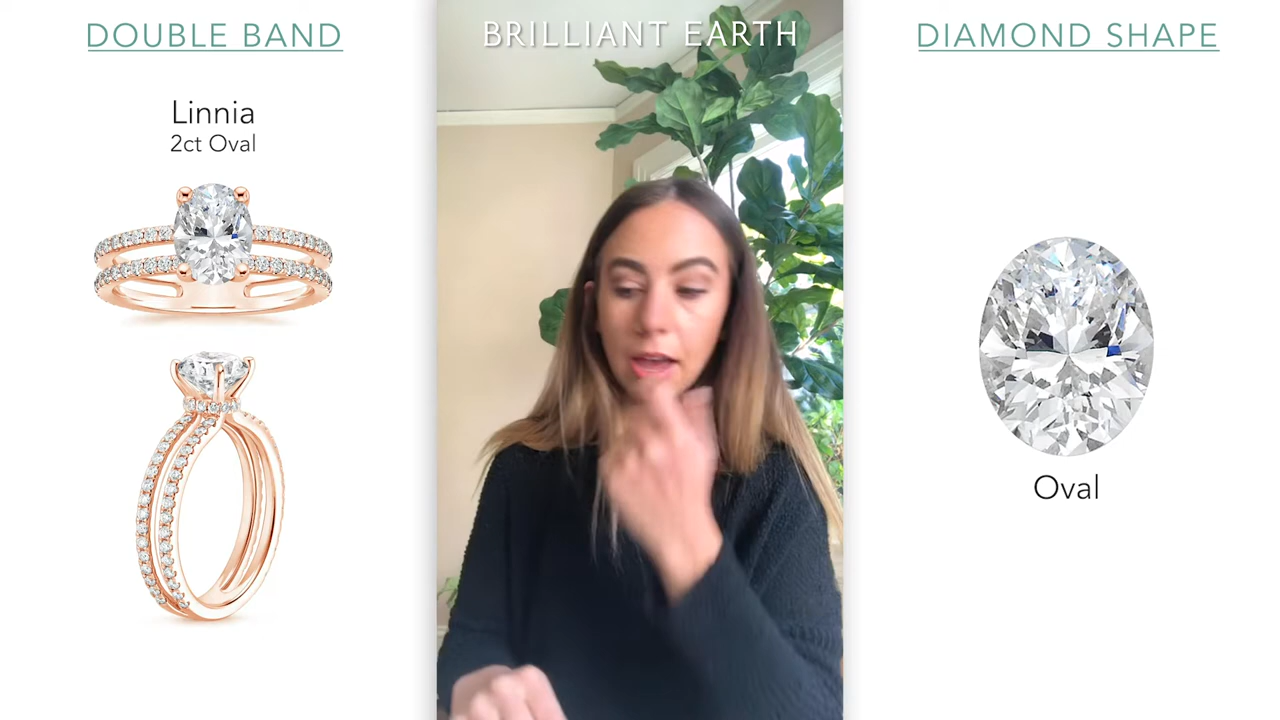 DOUBLE BAND
Linnia
2ct Oval
BRILLIANT EARTH
DIAMOND SHAPE
Oval